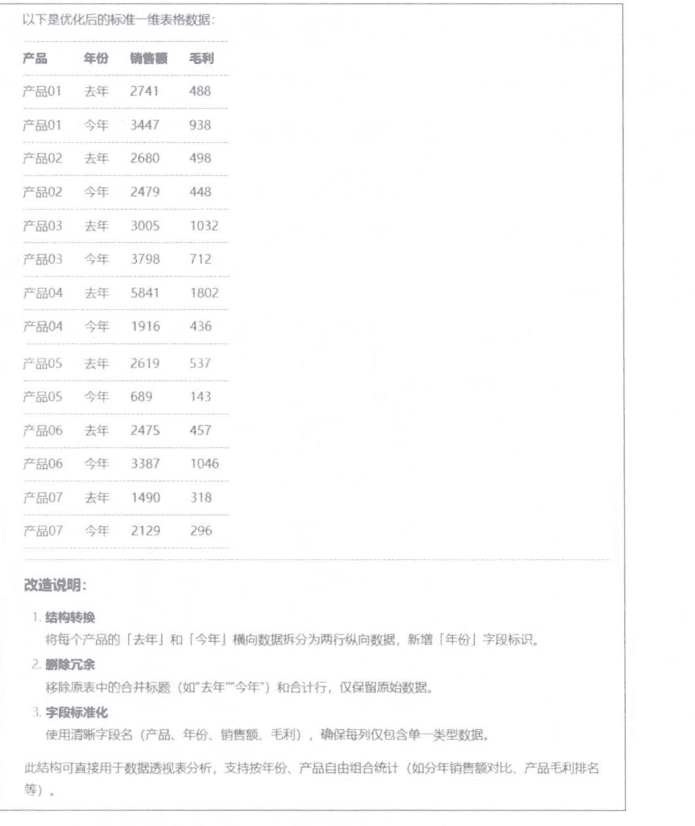 以下是优化后的标准一维表格数据：
产品 年份 销售额 毛利
产品01 去年 2741 488
产品01 今年 3447 938
产品02 去年 2680 498
产品02 今年 2479 448
产品03 去年 3005 1032
产品03 今年 3798 712
产品04 去年 5841 1802
产品04 今年 1916 436
产品05 去年 2619 537
产品05 今年 689 143
产品06 去年 2475 457
产品06 今年 3387 1046
产品07 去年 1490 318
产品07 今年 2129 296
改造说明：
1. 结构转换
将每个产品的「去年」和「今年」横向数据拆分为两行纵向数据，新增「年份」字段标识。
2. 删除冗余
移除原表中的合并标题（如"去年""今年"）和合计行，仅保留原始数据。
3. 字段标准化
使用清晰字段名（产品、年份、销售额、毛利），确保每列仅包含单一类型数据。
此结构可直接用于数据透视表分析，支持按年份、产品自由组合统计（如分年销售额对比、产品毛利排名
等）。